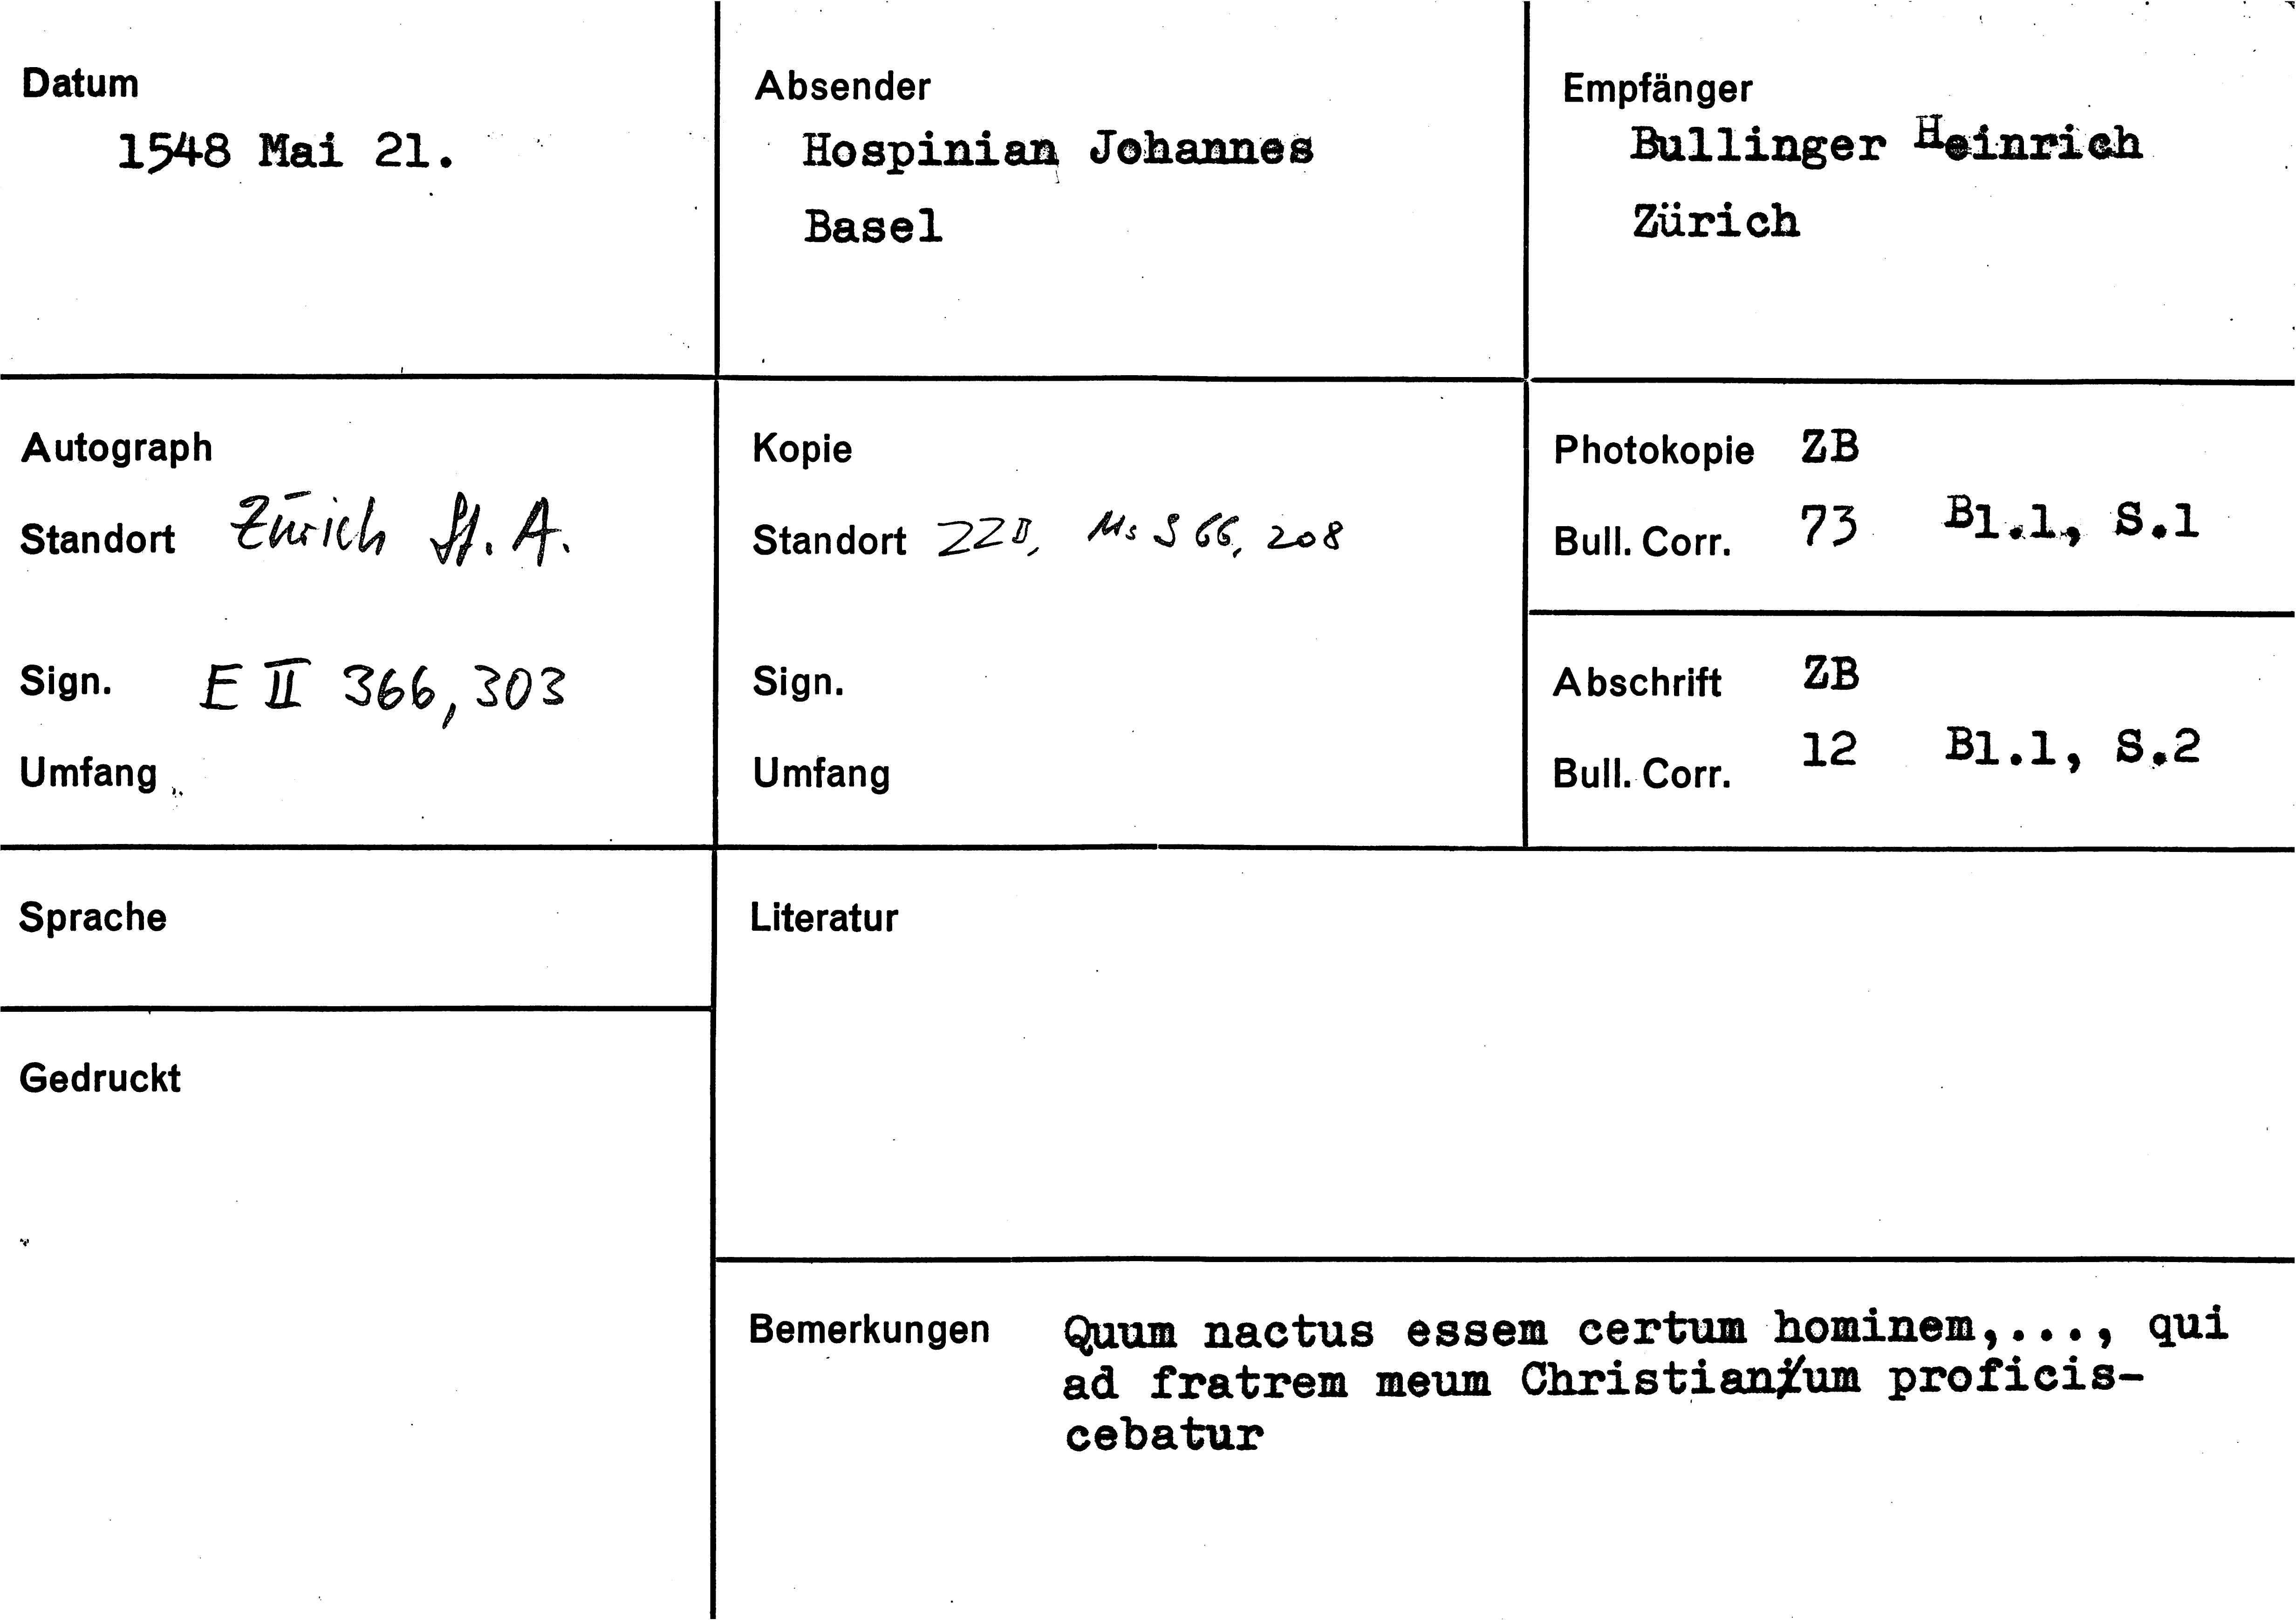 Datum
1548 Mai 21.
Absender
Hospinian Johannes
Basel
Empfänger
Bullinger Heinrich
Zürich
Autograph
Standort Zürich St. A.
Sign. E II 366,303
Umfang
Kopie
Standort ZZB, Ms S 66, 208
Sign.
Umfang
Photokopie ZB
Bull. Corr. 73 Bl.1, S.1
Abschrift ZB
Bull. Corr. 12 Bl.1, S.2
Sprache
Gedruckt
Literatur
Bemerkungen Quum nactus essem certum hominem,..., qui
ad fratrem meum Christianum proficis-
cebatur